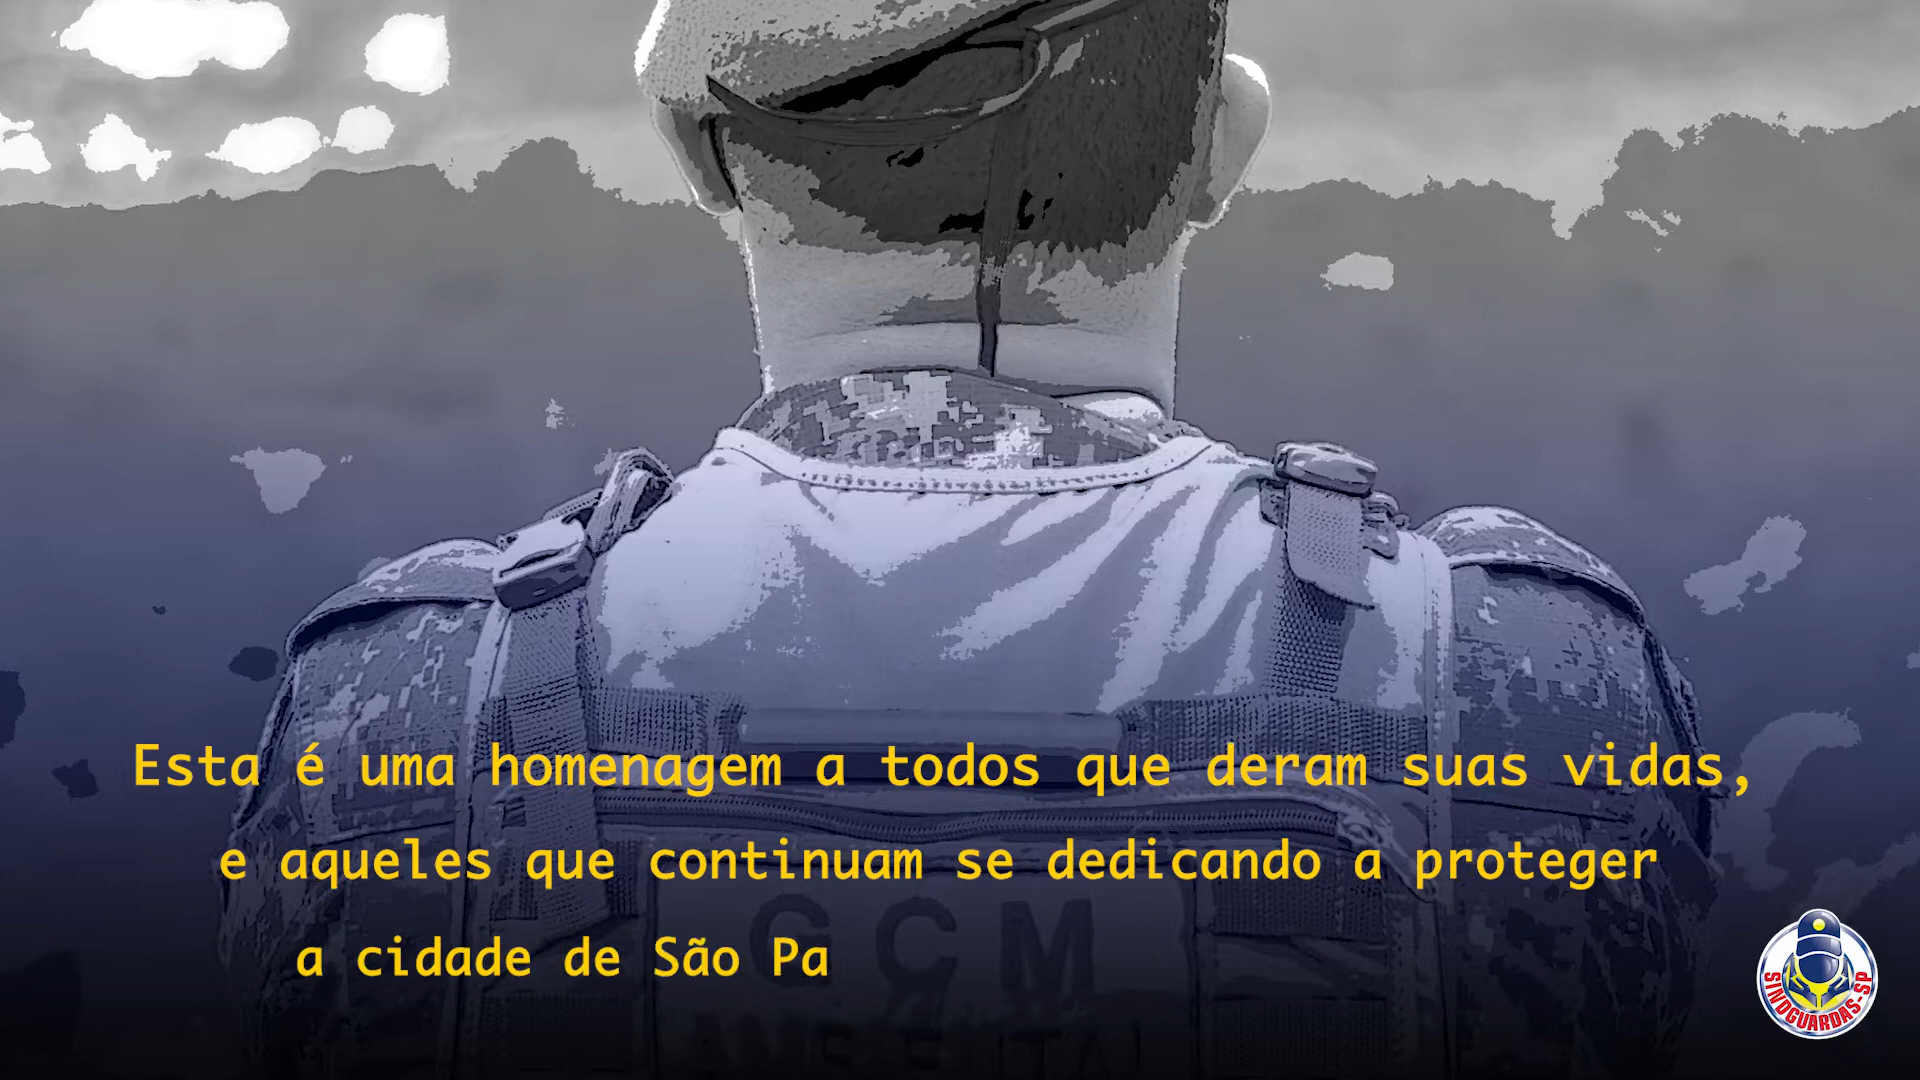 Esta é uma homenagem a todos que deram suas vidas,
e aqueles que continuam se dedicando a proteger
a cidade de São Pa
GCM
SINDGUARDAS-SP